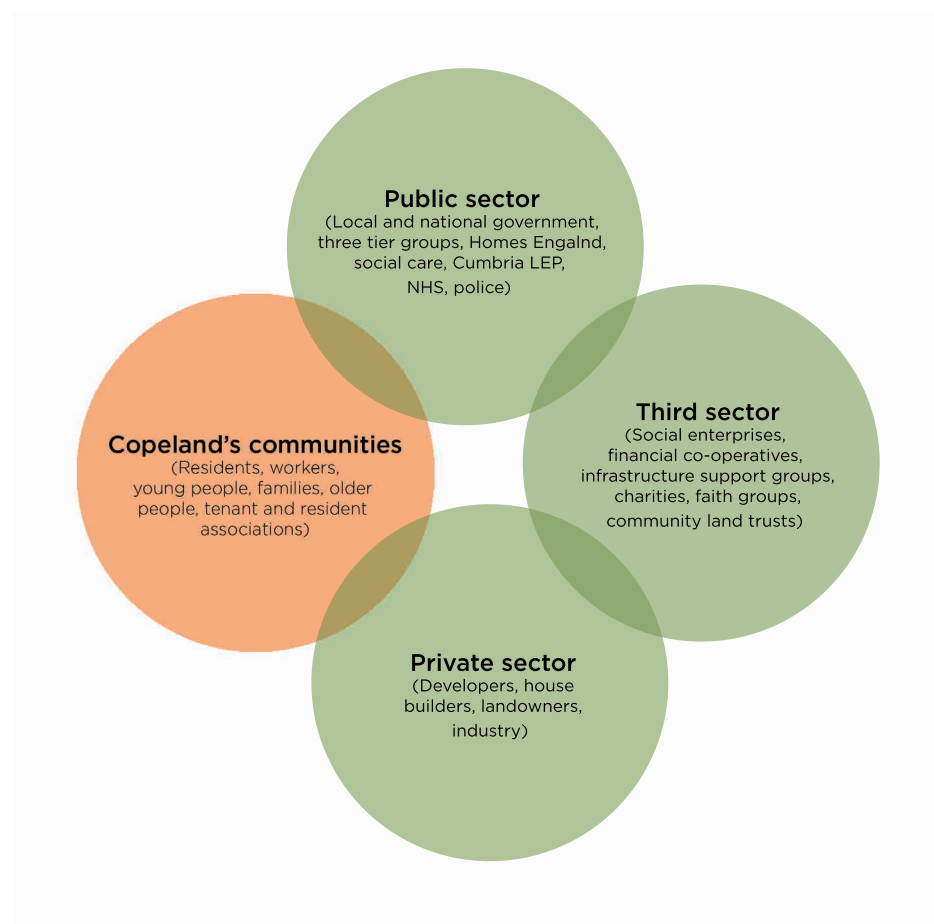 Public sector
(Local and national government,
three tier groups, Homes Engalnd,
social care, Cumbria LEP,
NHS, police)
Copeland's communities
(Residents, workers,
young people, families, older
people, tenant and resident
associations)
Third sector
(Social enterprises,
financial co-operatives,
infrastructure support groups,
charities, faith groups,
community land trusts)
Private sector
(Developers, house
builders, landowners,
industry)